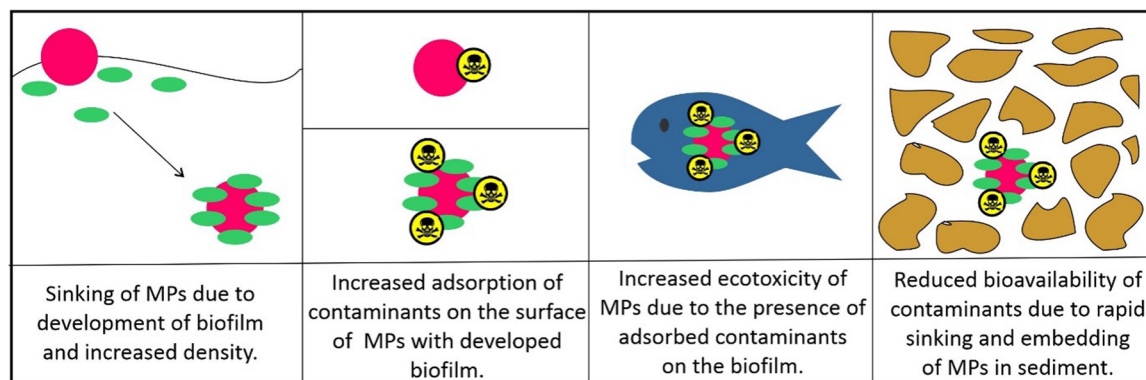 Sinking of MPs due to
development of biofilm
and increased density.
Increased adsorption of
contaminants on the surface
of MPs with developed
biofilm.
Increased ecotoxicity of
MPs due to the presence of
adsorbed contaminants
on the biofilm.
Reduced bioavailability of
contaminants due to rapid
sinking and embedding
of MPs in sediment.